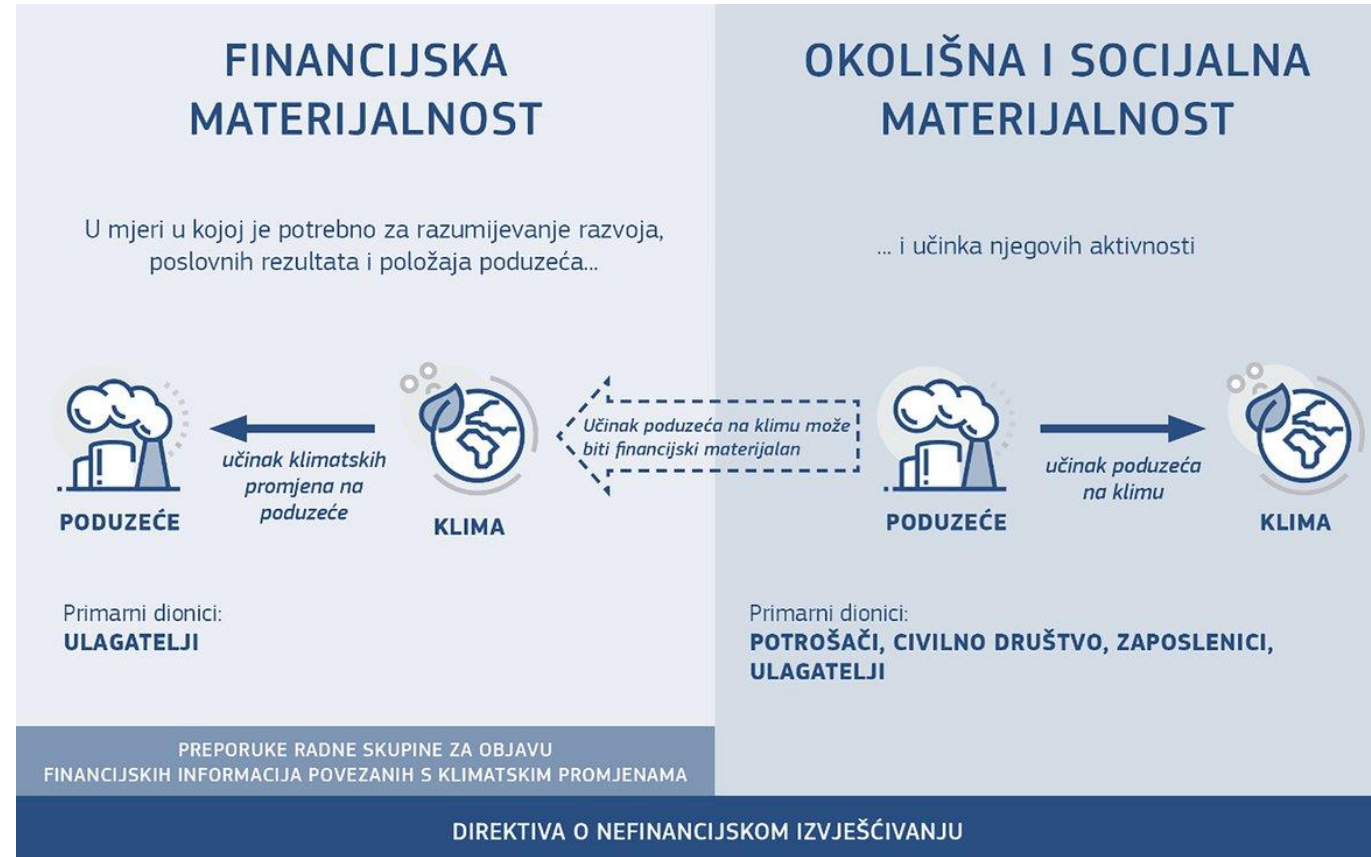 FINANCIJSKA
MATERIJALNOST
U mjeri u kojoj je potrebno za razumijevanje razvoja,
poslovnih rezultata i položaja poduzeća...
učinak klimatskih
promjena na
poduzeće
PODUZEĆE
KLIMA
Učinak poduzeća na klimu može
biti financijski materijalan
Primarni dionici:
ULAGATELJI
PREPORUKE RADNE SKUPINE ZA OBJAVU
FINANCIJSKIH INFORMACIJA POVEZANIH S KLIMATSKIM PROMJENAMA
OKOLIŠNA I SOCIJALNA
MATERIJALNOST
... i učinka njegovih aktivnosti
učinak poduzeća
na klimu
PODUZEĆE
KLIMA
Primarni dionici:
POTROŠAČI, CIVILNO DRUŠTVO, ZAPOSLENICI,
ULAGATELJI
DIREKTIVA O NEFINANCIJSKOM IZVJEŠĆIVANJU